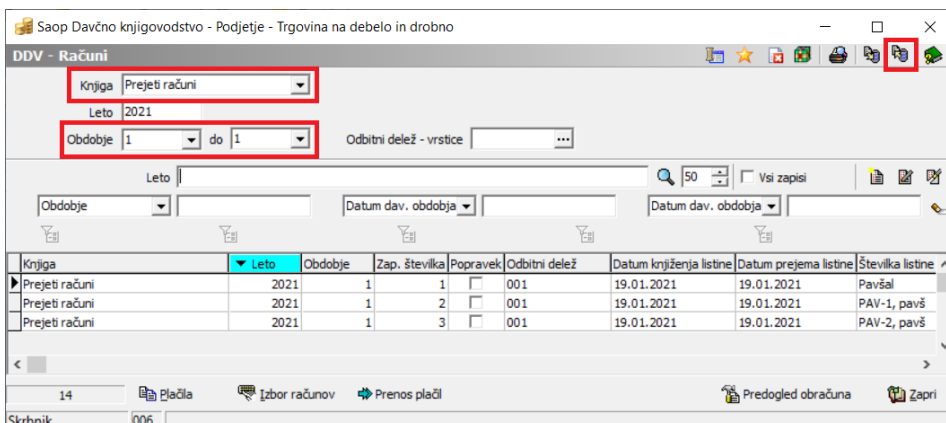 Saop Davčno knjigovodstvo - Podjetje - Trgovina na debelo in drobno
DDV - Računi
Knjiga Prejeti računi
Leto 2021
Obdobje 1 do 1 Odbitni delež - vrstice ...
Leto 50 Vsi zapisi
Obdobje Datum dav. obdobja Datum dav. obdobja
Knjiga Leto Obdobje Zap. številka Popravek Odbitni delež Datum knjiženja listine Datum prejema listine Številka listine
Prejeti računi 2021 1 1 001 19.01.2021 19.01.2021 Pavšal
Prejeti računi 2021 1 2 001 19.01.2021 19.01.2021 PAV-1, pavš
Prejeti računi 2021 1 3 001 19.01.2021 19.01.2021 PAV-2, pavš
14 Plačila Izbor računov Prenos plačil Predogled obračuna Zapri
Skrbnik 006